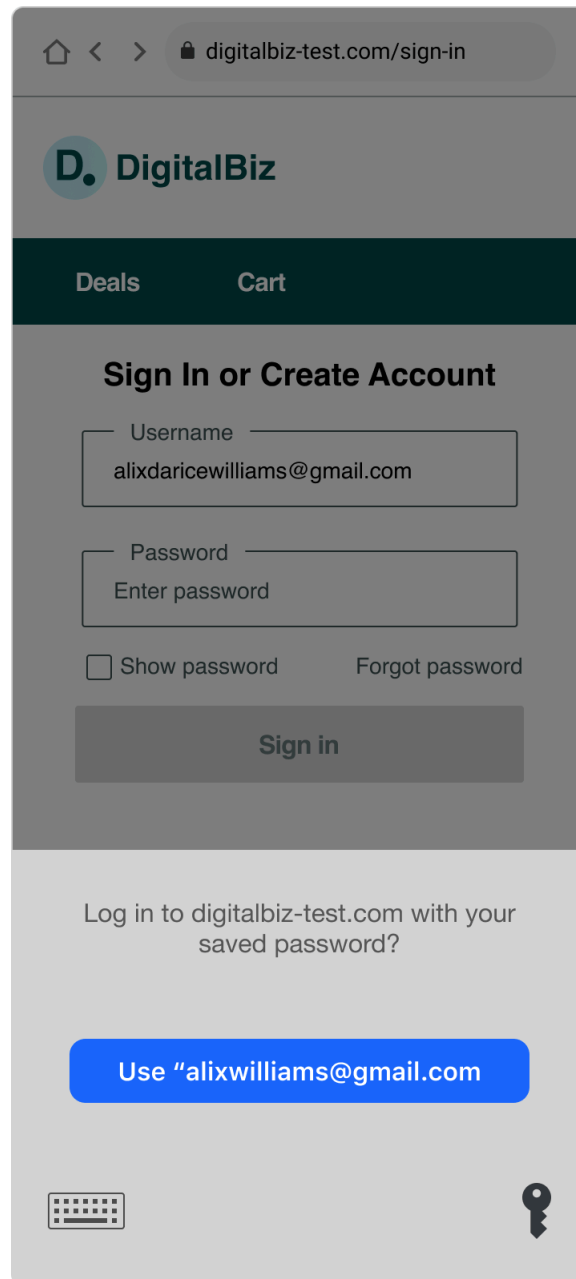 digitalbiz-test.com/sign-in
D. DigitalBiz
Deals Cart
Sign In or Create Account
Username
alixdaricewilliams@gmail.com
Password
Enter password
Show password Forgot password
Sign in
Log in to digitalbiz-test.com with your
saved password?
Use “alixwilliams@gmail.com